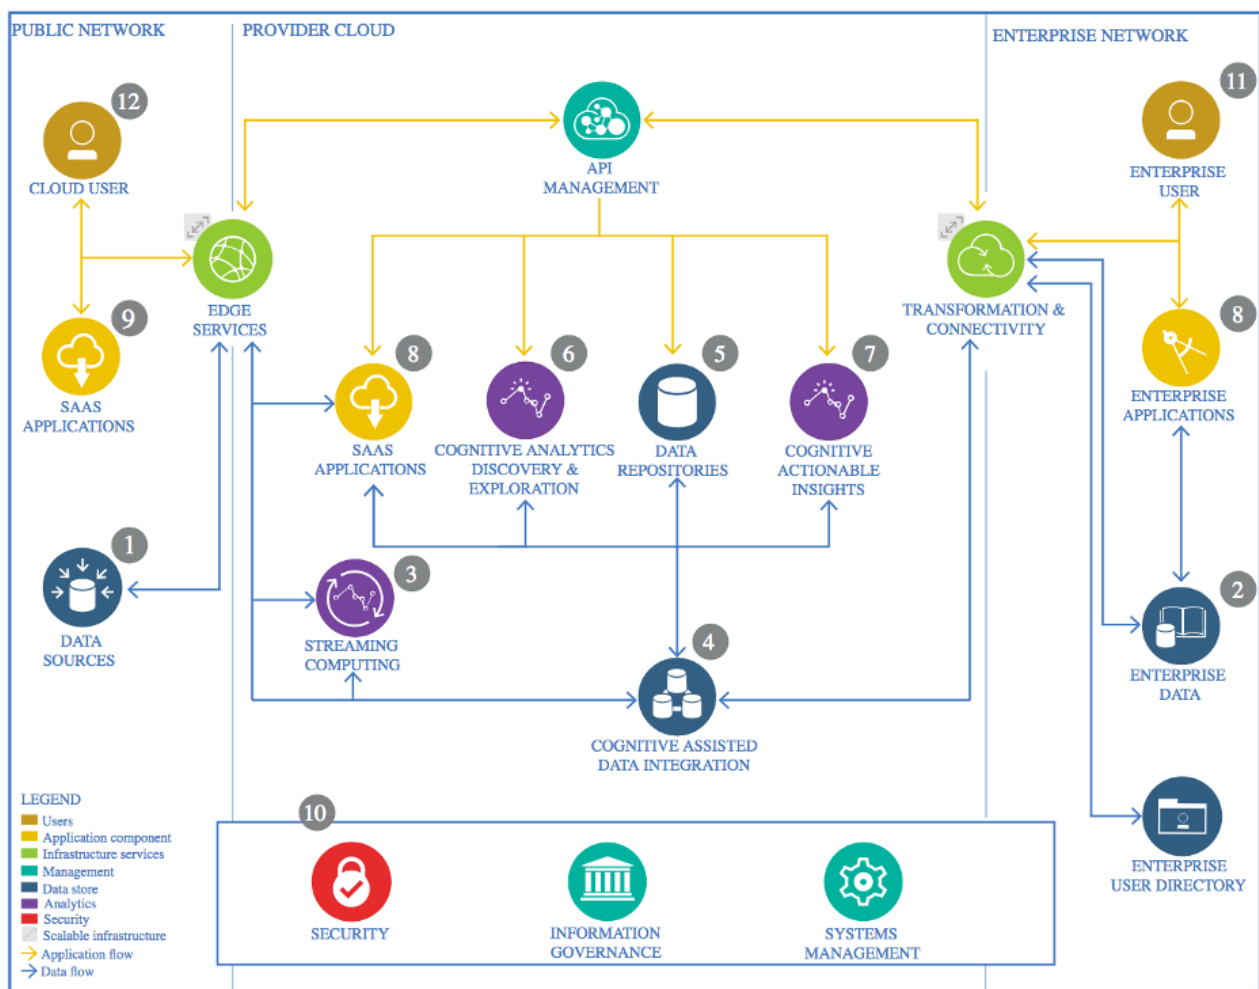 PUBLIC NETWORK
PROVIDER CLOUD
ENTERPRISE NETWORK
12
CLOUD USER
API
MANAGEMENT
11
ENTERPRISE
USER
EDGE
SERVICES
TRANSFORMATION &
CONNECTIVITY
9
SAAS
APPLICATIONS
8
SAAS
APPLICATIONS
6
COGNITIVE ANALYTICS
DISCOVERY &
EXPLORATION
5
DATA
REPOSITORIES
7
COGNITIVE
ACTIONABLE
INSIGHTS
8
ENTERPRISE
APPLICATIONS
1
DATA
SOURCES
3
STREAMING
COMPUTING
4
COGNITIVE ASSISTED
DATA INTEGRATION
2
ENTERPRISE
DATA
ENTERPRISE
USER DIRECTORY
LEGEND
Users
Application component
Infrastructure services
Management
Data store
Analytics
Security
Scalable infrastructure
Application flow
Data flow
10
SECURITY
INFORMATION
GOVERNANCE
SYSTEMS
MANAGEMENT